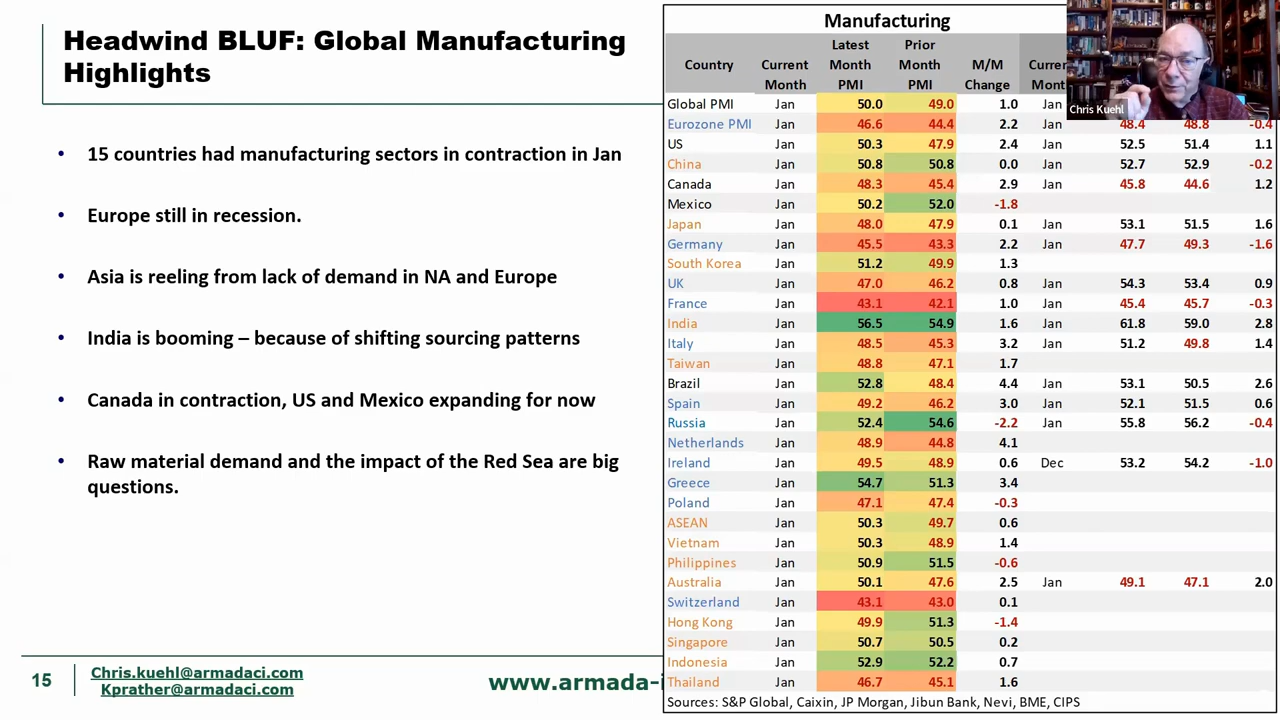 Headwind BLUF: Global Manufacturing
Highlights
• 15 countries had manufacturing sectors in contraction in Jan
• Europe still in recession.
• Asia is reeling from lack of demand in NA and Europe
• India is booming – because of shifting sourcing patterns
• Canada in contraction, US and Mexico expanding for now
• Raw material demand and the impact of the Red Sea are big
questions.
15
Chris.kuehl@armadaci.com
Kprather@armadaci.com
www.armada-i
Manufacturing
Latest Prior
Country Current Month Month M/M
Month PMI PMI Change
Global PMI Jan 50.0 49.0 1.0 Jan
Eurozone PMI Jan 46.6 44.4 2.2 Jan 48.4 48.8 -0.4
US Jan 50.3 47.9 2.4 Jan 52.5 51.4 1.1
China Jan 50.8 50.8 0.0 Jan 52.7 52.9 -0.2
Canada Jan 48.3 45.4 2.9 Jan 45.8 44.6 1.2
Mexico Jan 50.2 52.0 -1.8
Japan Jan 48.0 47.9 0.1 Jan 53.1 51.5 1.6
Germany Jan 45.5 43.3 2.2 Jan 47.7 49.3 -1.6
South Korea Jan 51.2 49.9 1.3
UK Jan 47.0 46.2 0.8 Jan 54.3 53.4 0.9
France Jan 43.1 42.1 1.0 Jan 45.4 45.7 -0.3
India Jan 56.5 54.9 1.6 Jan 61.8 59.0 2.8
Italy Jan 48.5 45.3 3.2 Jan 51.2 49.8 1.4
Taiwan Jan 48.8 47.1 1.7
Brazil Jan 52.8 48.4 4.4 Jan 53.1 50.5 2.6
Spain Jan 49.2 46.2 3.0 Jan 52.1 51.5 0.6
Russia Jan 52.4 54.6 -2.2 Jan 55.8 56.2 -0.4
Netherlands Jan 48.9 44.8 4.1
Ireland Jan 49.5 48.9 0.6 Dec 53.2 54.2 -1.0
Greece Jan 54.7 51.3 3.4
Poland Jan 47.1 47.4 -0.3
ASEAN Jan 50.3 49.7 0.6
Vietnam Jan 50.3 48.9 1.4
Philippines Jan 50.9 51.5 -0.6
Australia Jan 50.1 47.6 2.5 Jan 49.1 47.1 2.0
Switzerland Jan 43.1 43.0 0.1
Hong Kong Jan 49.9 51.3 -1.4
Singapore Jan 50.7 50.5 0.2
Indonesia Jan 52.9 52.2 0.7
Thailand Jan 46.7 45.1 1.6
Sources: S&P Global, Caixin, JP Morgan, Jibun Bank, Nevi, BME, CIPS
Chris Kuehl